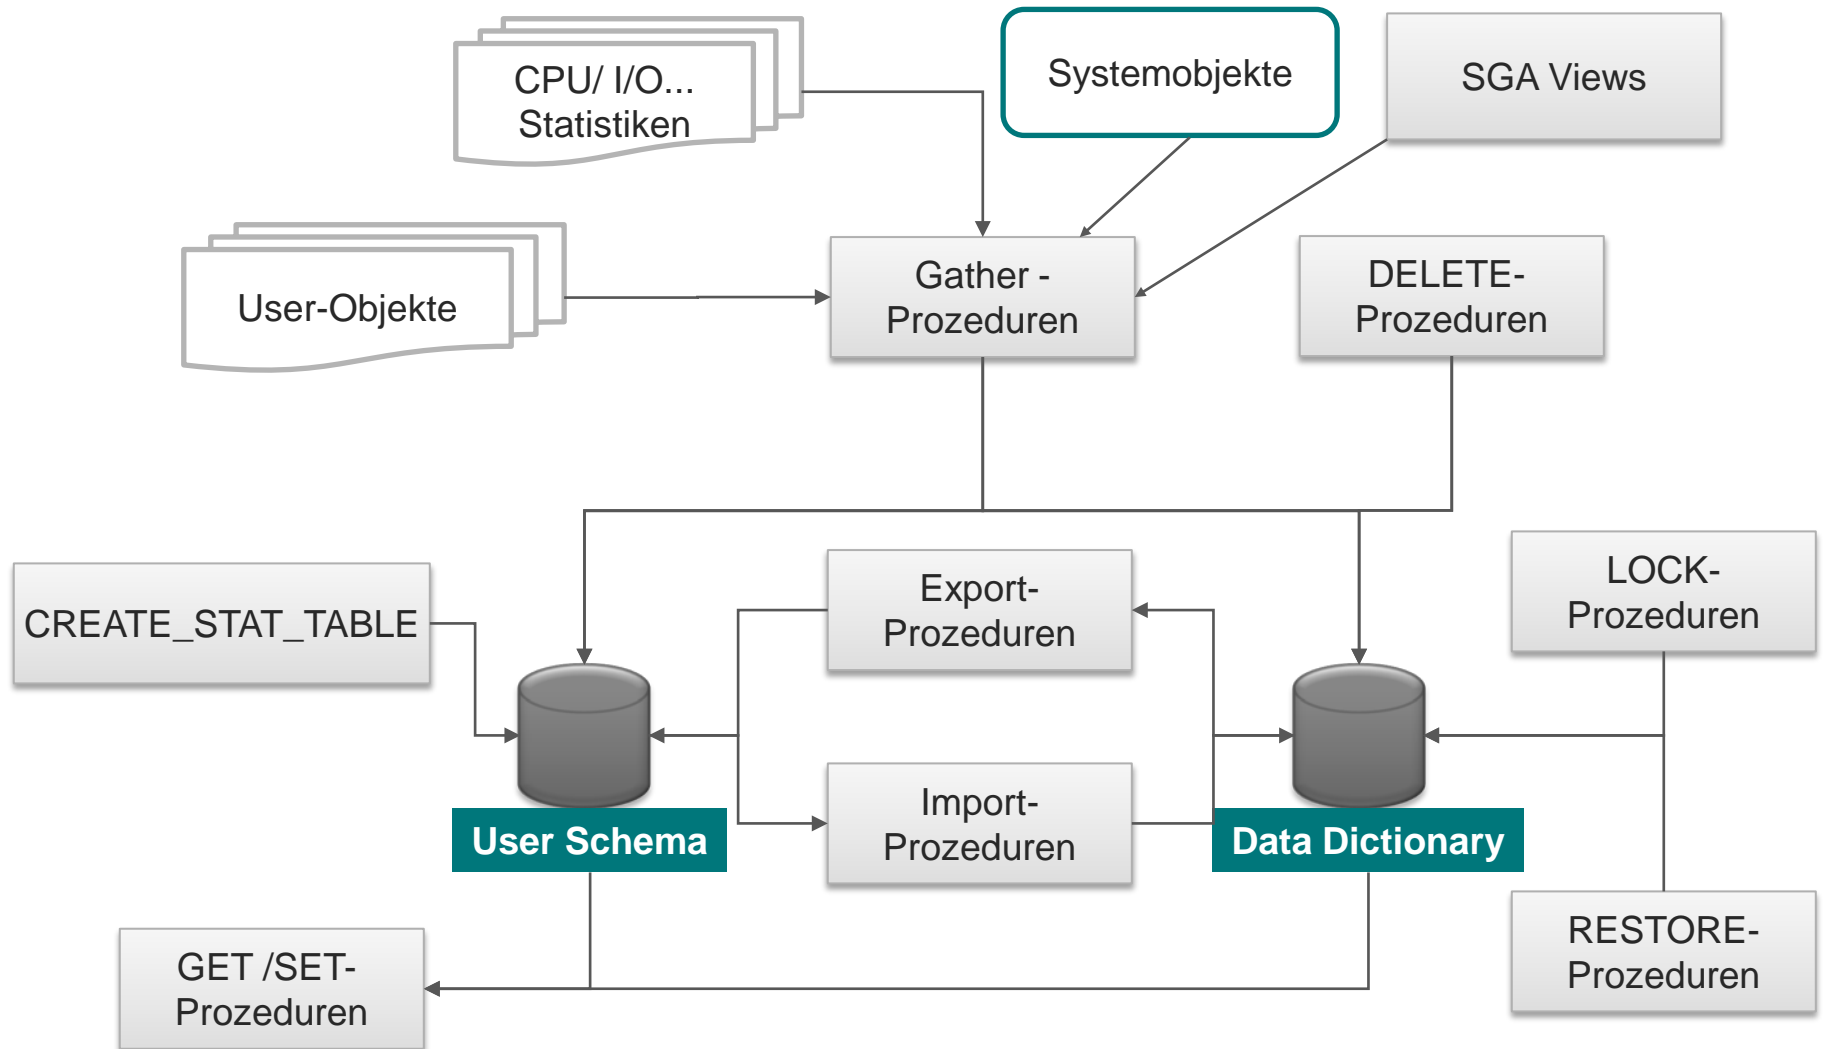 CPU/ I/O...
Statistiken
Systemobjekte
SGA Views
User-Objekte
Gather -
Prozeduren
DELETE-
Prozeduren
CREATE_STAT_TABLE
Export-
Prozeduren
LOCK-
Prozeduren
Import-
Prozeduren
User Schema
Data Dictionary
GET /SET-
Prozeduren
RESTORE-
Prozeduren